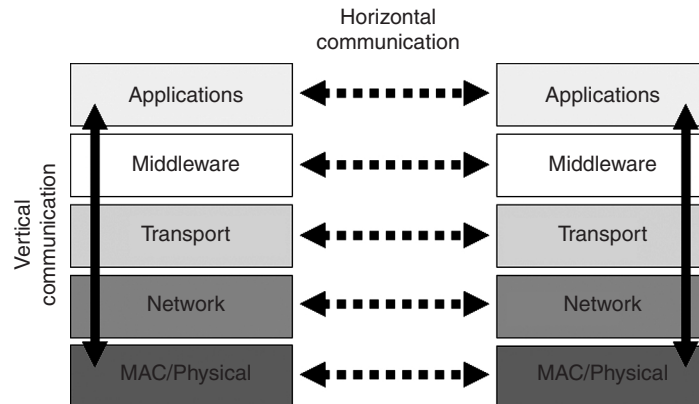 Horizontal
communication
Applications
Applications
Middleware
Middleware
Transport
Transport
Network
Network
MAC/Physical
MAC/Physical
Vertical
communication